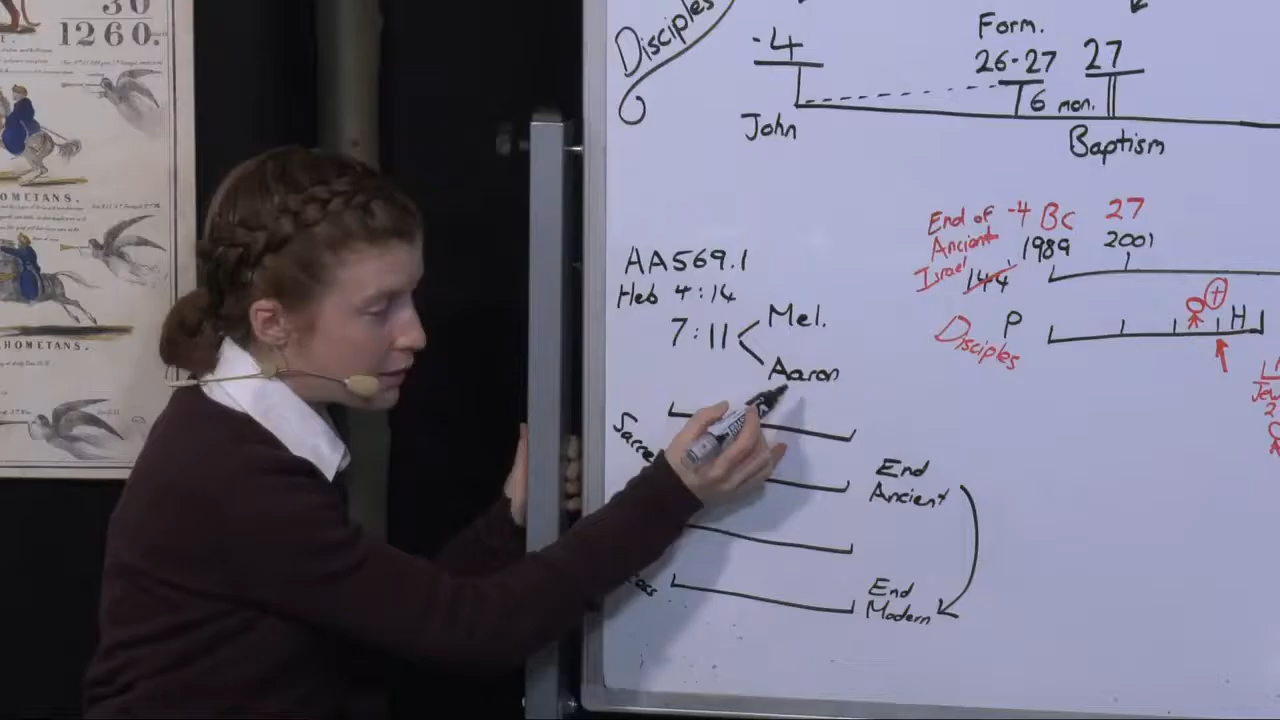 30
1260.
OMETANS.
HOMETANS.
Disciples
-4
John
Form.
26-27
6 mon.
27
Baptism
AA569.1
Heb 4:14
7:11
Mel.
Aaron
End
Ancient
End
Modern
End of -4 BC 27
Ancient 1989 2001
Israel 144
P
H
Disciples